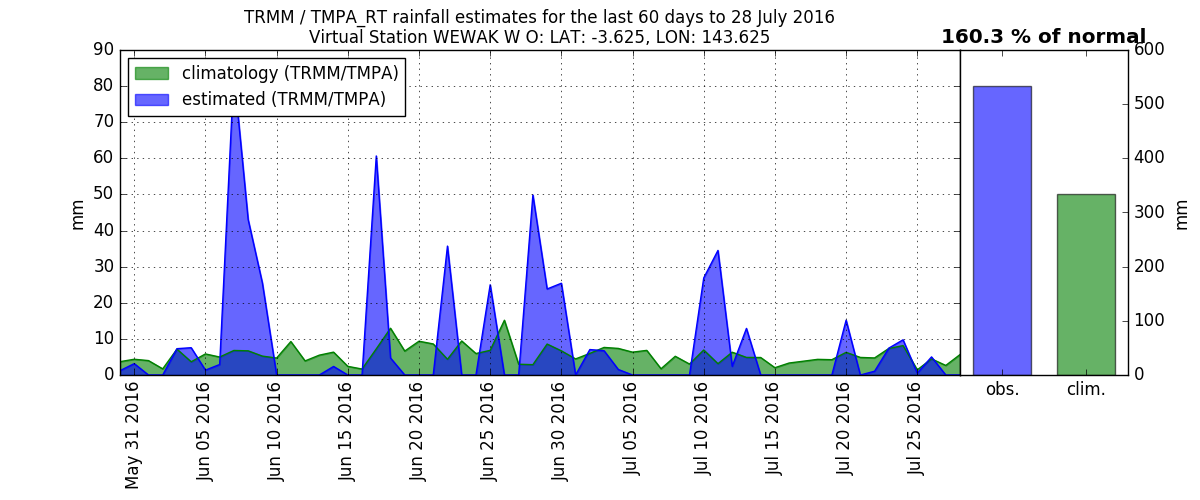 TRMM / TMPA_RT rainfall estimates for the last 60 days to 28 July 2016
Virtual Station WEWAK W O: LAT: -3.625, LON: 143.625
160.3 % of normal
climatology (TRMM/TMPA)
estimated (TRMM/TMPA)
90
80
70
60
50
40
30
20
10
0
mm
May 31 2016
Jun 05 2016
Jun 10 2016
Jun 15 2016
Jun 20 2016
Jun 25 2016
Jun 30 2016
Jul 05 2016
Jul 10 2016
Jul 15 2016
Jul 20 2016
Jul 25 2016
obs.
clim.
600
500
400
300
200
100
0
mm